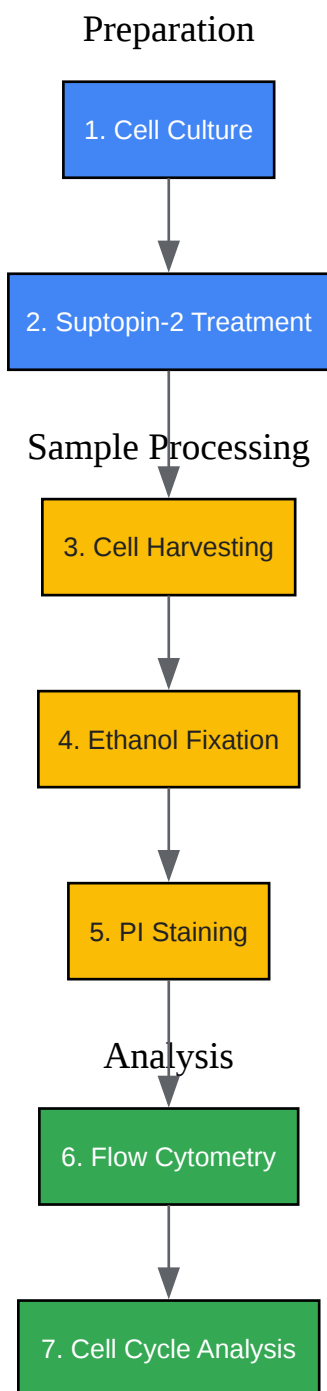 Preparation
1. Cell Culture
2. Suptopin-2 Treatment
Sample Processing
3. Cell Harvesting
4. Ethanol Fixation
5. PI Staining
Analysis
6. Flow Cytometry
7. Cell Cycle Analysis